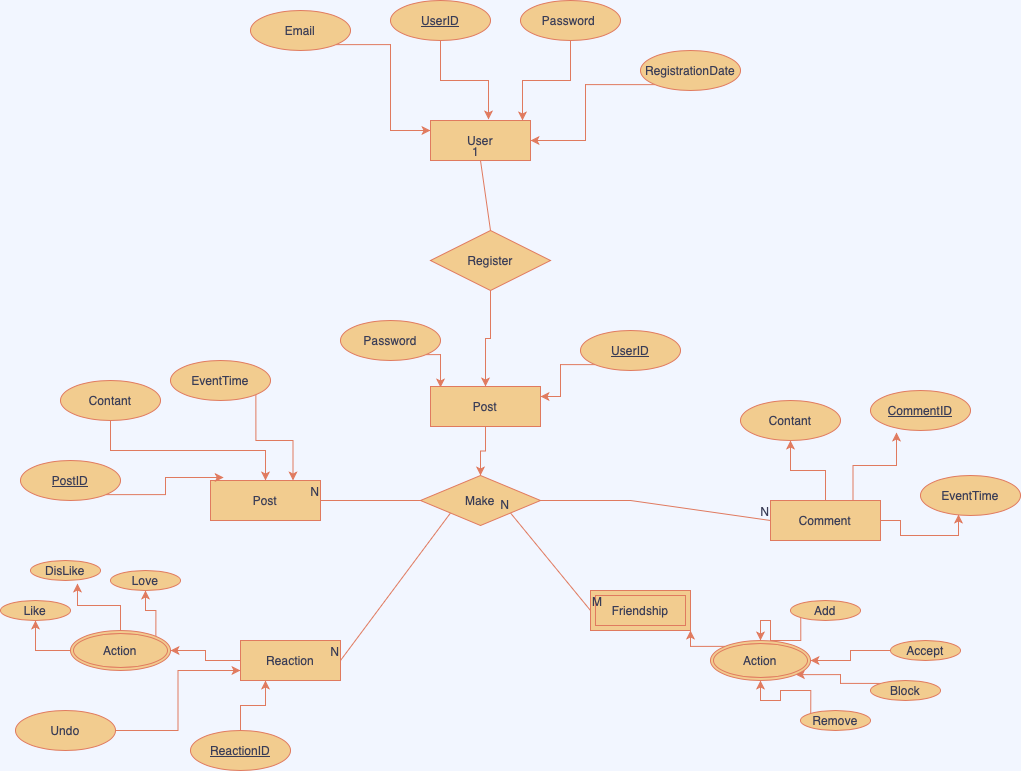 Email
UserID
Password
RegistrationDate
User
1
Register
Password
UserID
EventTime
Contant
Post
Contant
CommentID
PostID
Post
N
Make
N
N
Comment
EventTime
DisLike
Love
Like
M
Friendship
Add
Action
Reaction
N
Action
Accept
Block
Undo
ReactionID
Remove